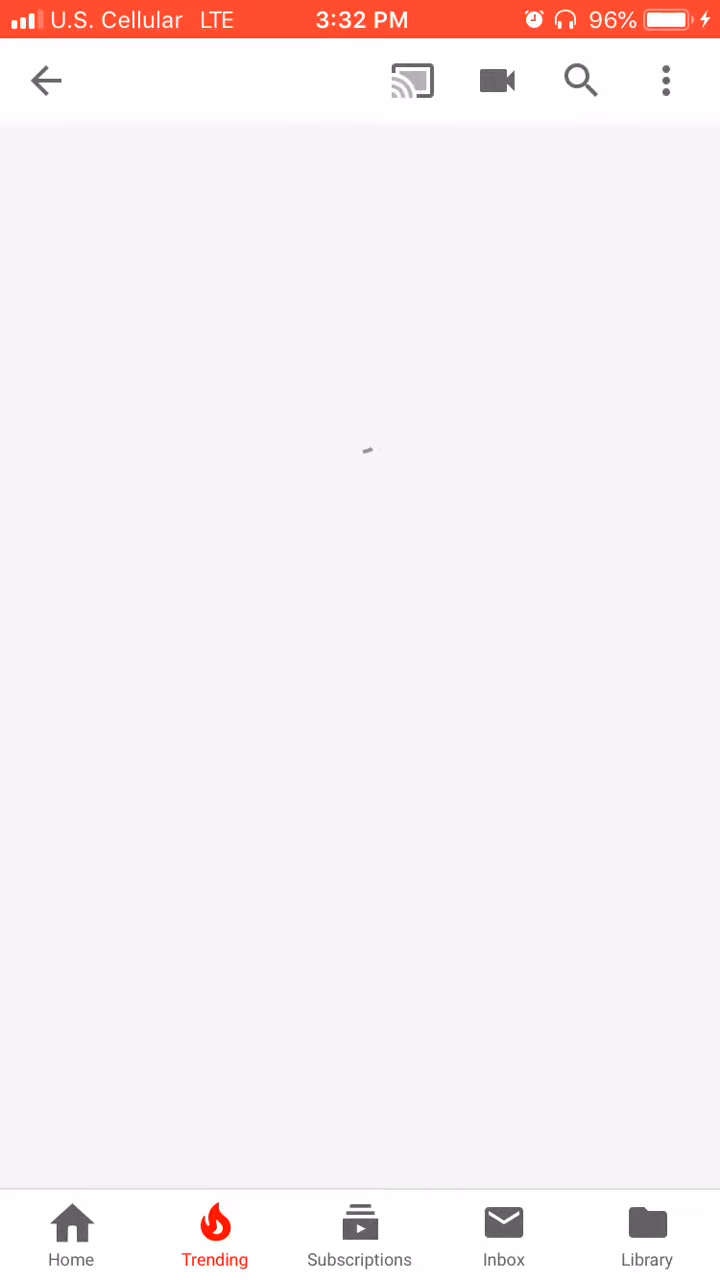 U.S. Cellular LTE 3:32 PM 96%
Home Trending Subscriptions Inbox Library